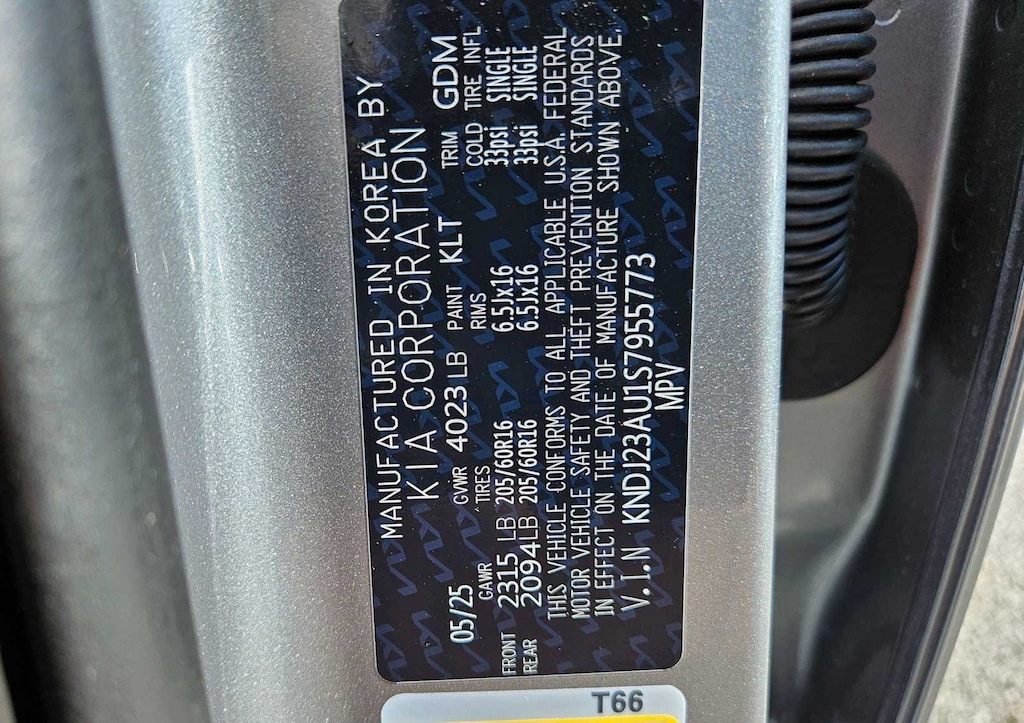 MANUFACTURED IN KOREA BY
KIA CORPORATION
05/25 GVWR 4023 LB PAINT KLT TRIM GDM
GAWR TIRES RIMS COLD TIRE INFL
FRONT 2315 LB 205/60R16 6.5Jx16 33psi SINGLE
REAR 2094 LB 205/60R16 6.5Jx16 33psi SINGLE
THIS VEHICLE CONFORMS TO ALL APPLICABLE U.S.A. FEDERAL
MOTOR VEHICLE SAFETY AND THEFT PREVENTION STANDARDS
IN EFFECT ON THE DATE OF MANUFACTURE SHOWN ABOVE.
V.I.N KNDJ23AU1S7955773
MPV
T66